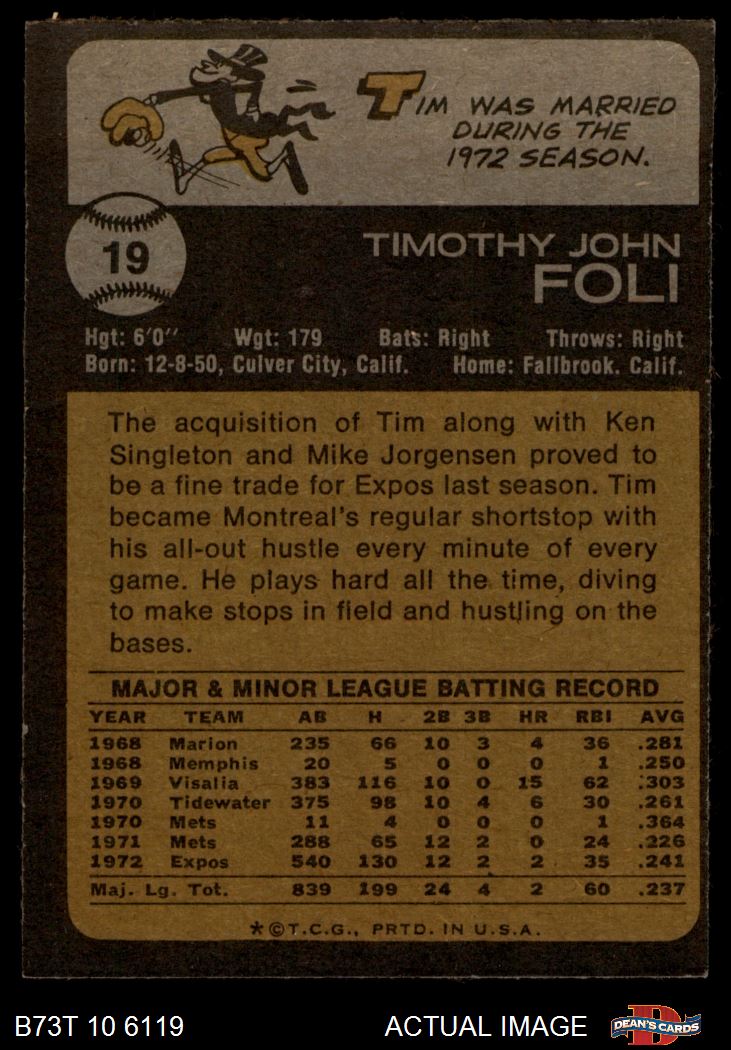 TIM WAS MARRIED
DURING THE
1972 SEASON.
19
TIMOTHY JOHN
FOLI
Hgt: 6'0" Wgt: 179 Bats: Right Throws: Right
Born: 12-8-50, Culver City, Calif. Home: Fallbrook. Calif.
The acquisition of Tim along with Ken
Singleton and Mike Jorgensen proved to
be a fine trade for Expos last season. Tim
became Montreal's regular shortstop with
his all-out hustle every minute of every
game. He plays hard all the time, diving
to make stops in field and hustling on the
bases.
MAJOR & MINOR LEAGUE BATTING RECORD
YEAR TEAM AB H 2B 3B HR RBI AVG
1968 Marion 235 66 10 3 4 36 .281
1968 Memphis 20 5 0 0 0 1 .250
1969 Visalia 383 116 10 0 15 62 .303
1970 Tidewater 375 98 10 4 6 30 .261
1970 Mets 11 4 0 0 0 1 .364
1971 Mets 288 65 12 2 0 24 .226
1972 Expos 540 130 12 2 2 35 .241
Maj. Lg. Tot. 839 199 24 4 2 60 .237
*©T.C.G., PRTD. IN U.S.A.
B73T 10 6119 ACTUAL IMAGE DEAN'S CARDS